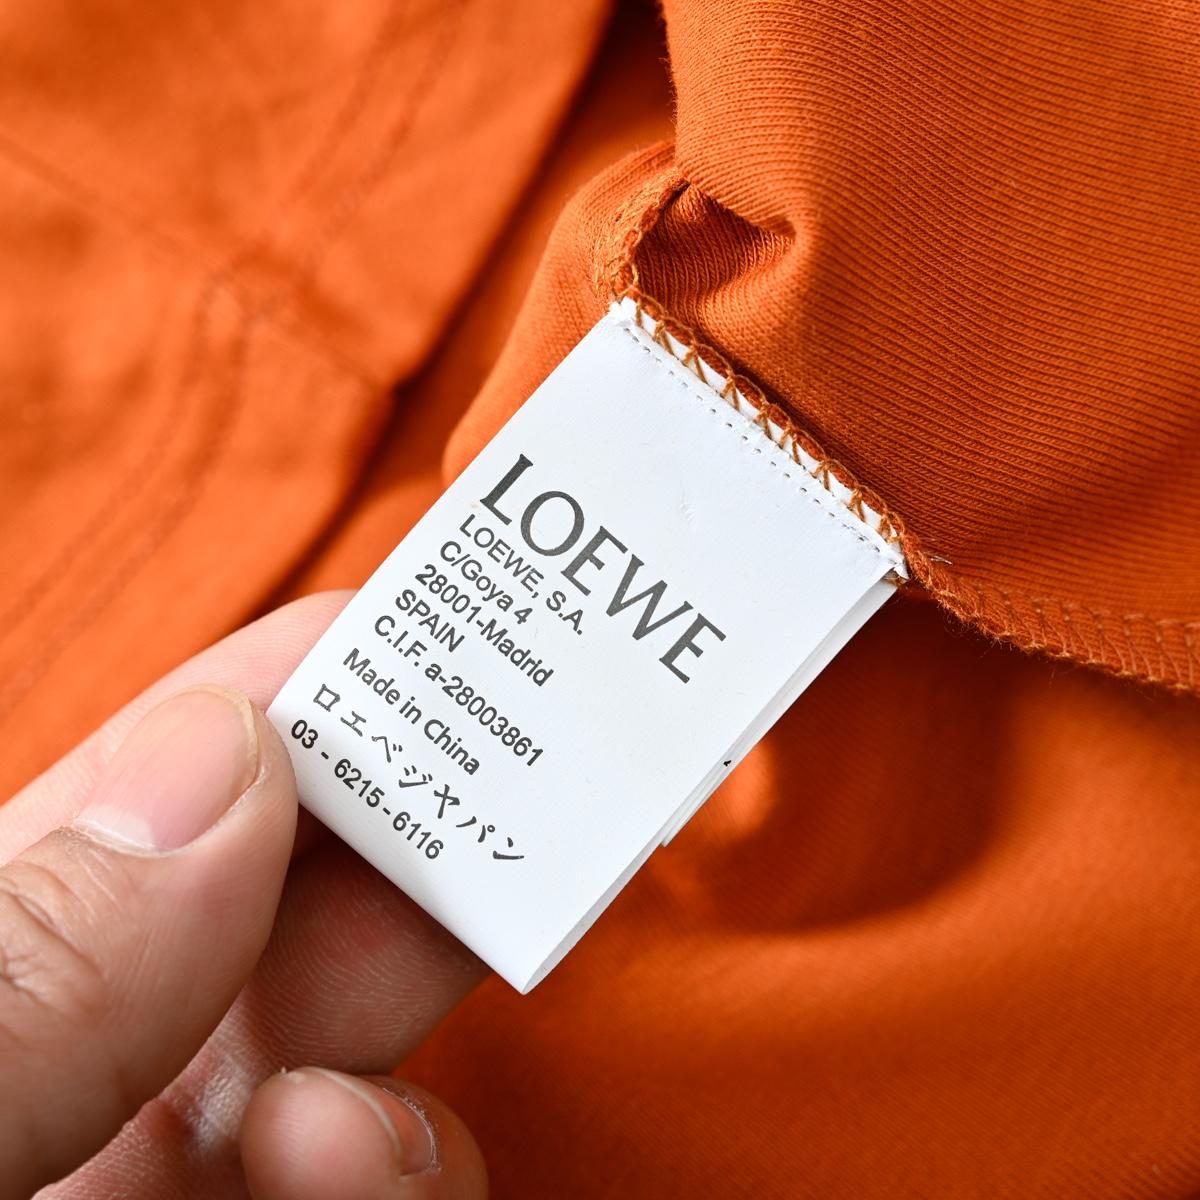 LOEWE
LOEWE, S.A.
C/Goya 4
28001-Madrid
SPAIN
C.I.F. a-28003861
Made in China
ロエベジャパン
03 - 6215-6116